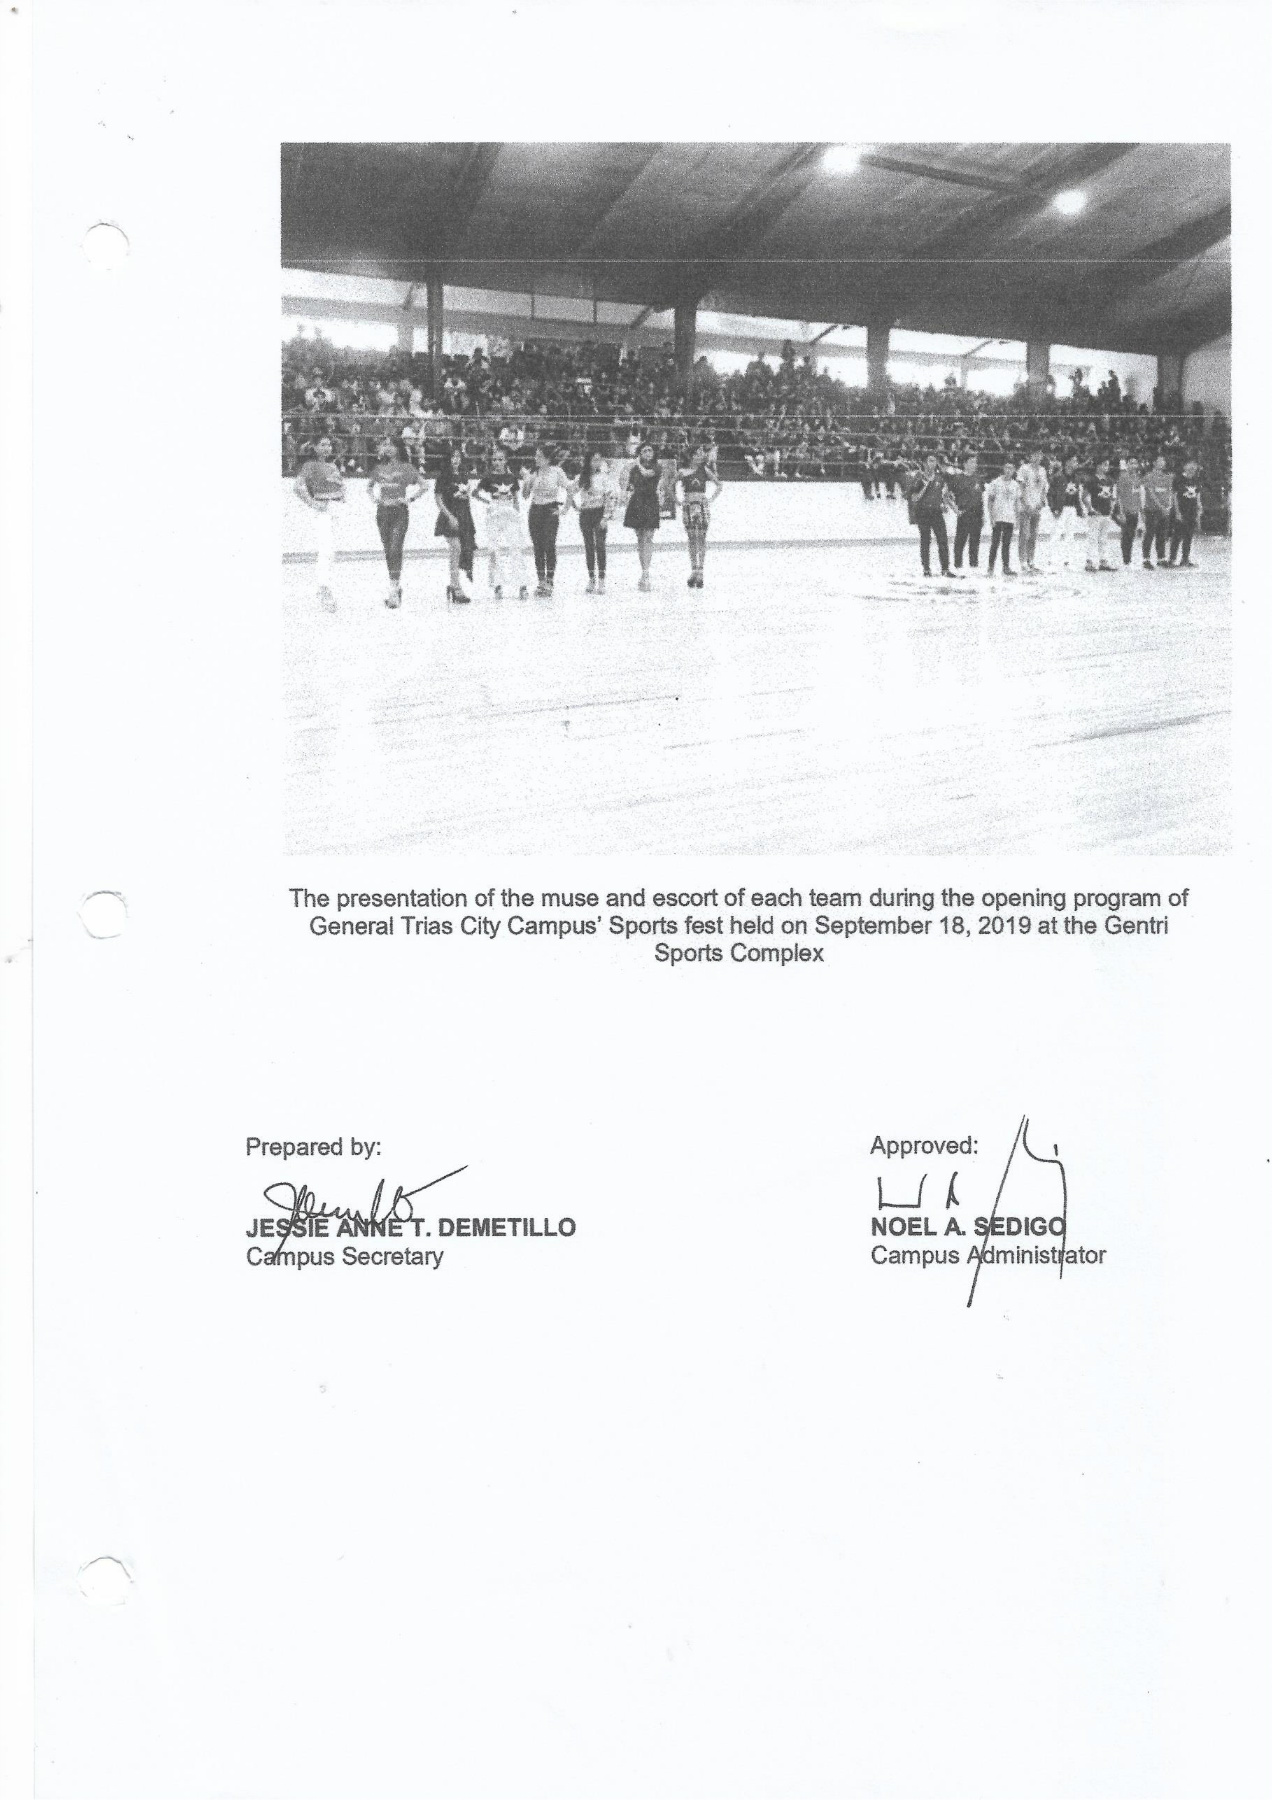 The presentation of the muse and escort of each team during the opening program of
General Trias City Campus' Sports fest held on September 18, 2019 at the Gentri
Sports Complex
Prepared by:
Approved:
JESSIE ANNE T. DEMETILLO
NOEL A. SEDIGO
Campus Secretary
Campus Administrator